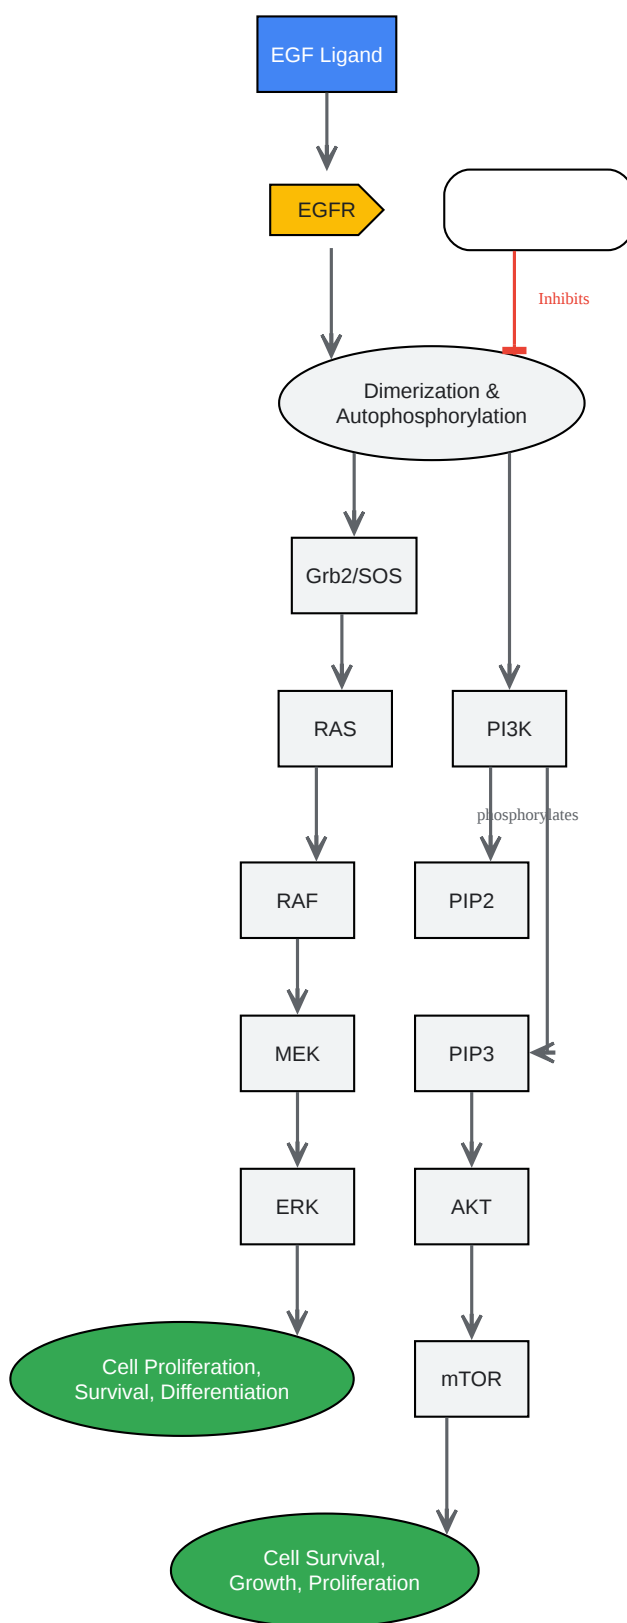 EGF Ligand
EGFR
Inhibits
Dimerization &
Autophosphorylation
Grb2/SOS
RAS
PI3K
phosphorylates
RAF
PIP2
MEK
PIP3
ERK
AKT
Cell Proliferation,
Survival, Differentiation
mTOR
Cell Survival,
Growth, Proliferation